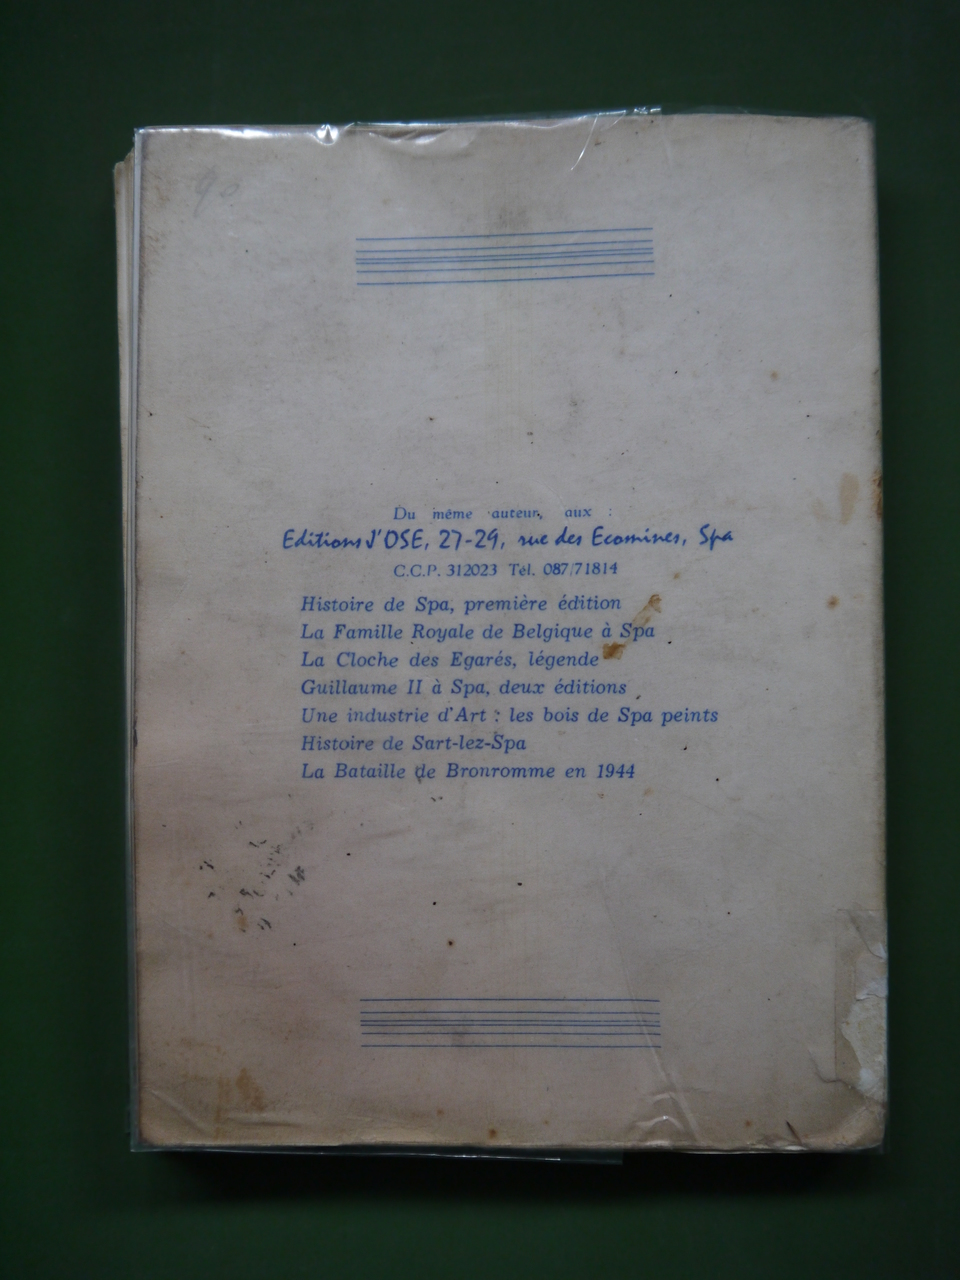 90
Du même auteur, aux :
Editions J'OSE, 27-29, rue des Ecomines, Spa
C.C.P. 312023 Tél. 087/71814
Histoire de Spa, première édition
La Famille Royale de Belgique à Spa
La Cloche des Egarés, légende
Guillaume II à Spa, deux éditions
Une industrie d'Art : les bois de Spa peints
Histoire de Sart-lez-Spa
La Bataille de Bronromme en 1944